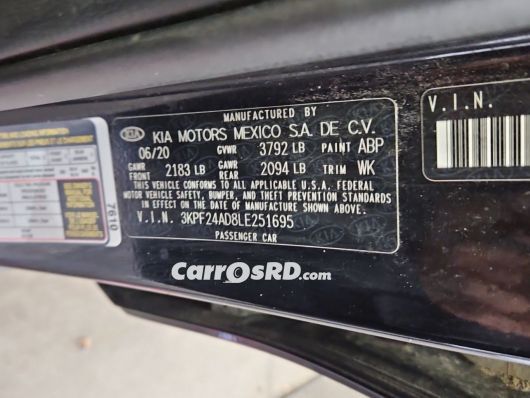 MANUFACTURED BY
KIA KIA MOTORS MEXICO S.A. DE C.V.
06/20 GVWR 3792 LB PAINT ABP
GAWR FRONT 2183 LB GAWR REAR 2094 LB TRIM WK
THIS VEHICLE CONFORMS TO ALL APPLICABLE U.S.A. FEDERAL
MOTOR VEHICLE SAFETY, BUMPER, AND THEFT PREVENTION STANDARDS
IN EFFECT ON THE DATE OF MANUFACTURE SHOWN ABOVE.
V.I.N. 3KPF24AD8LE251695
PASSENGER CAR
V.I.N.
7610
CarrOsRD.com